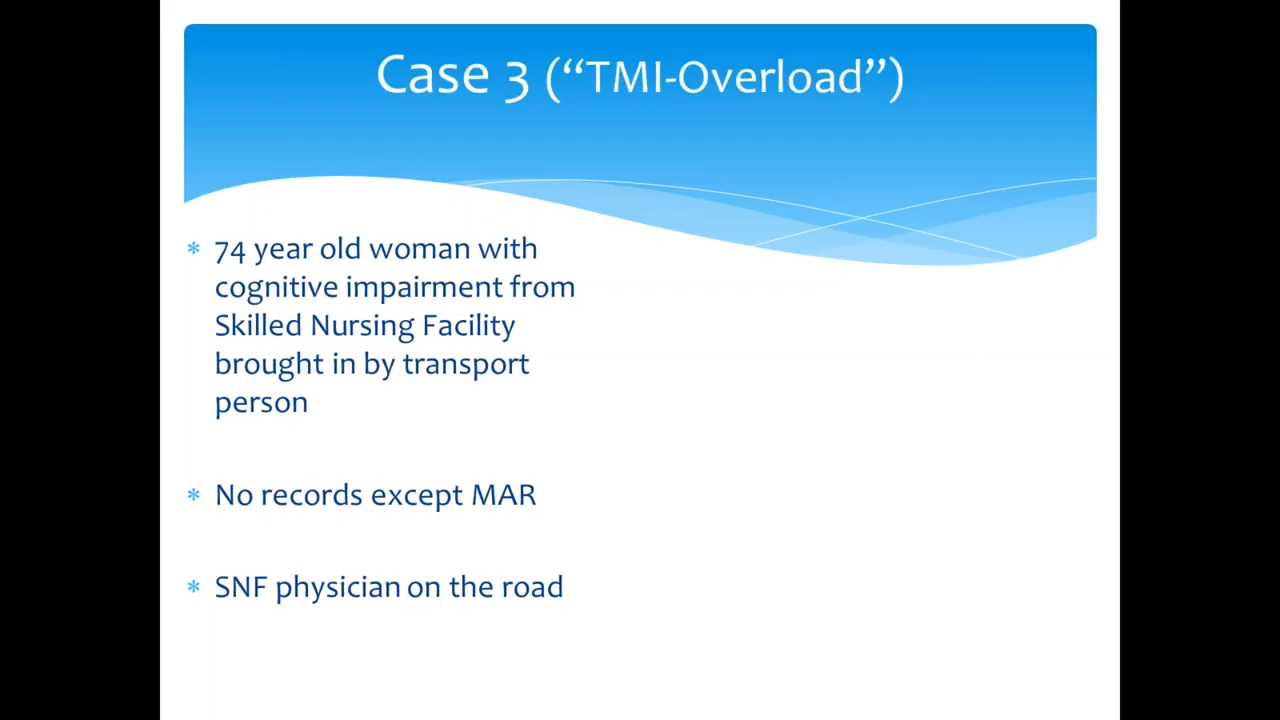 Case 3 (“TMI-Overload”)
* 74 year old woman with
cognitive impairment from
Skilled Nursing Facility
brought in by transport
person
* No records except MAR
* SNF physician on the road